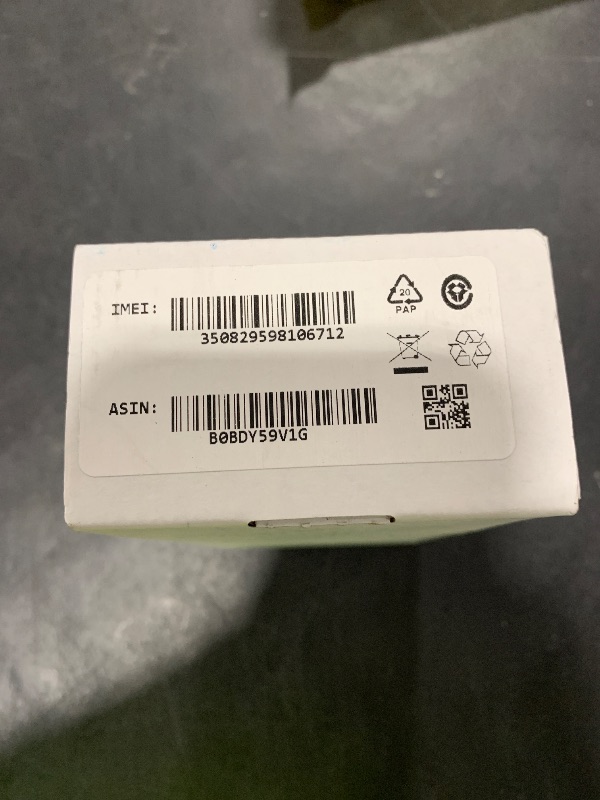 IMEI:
350829598106712
20
PAP
ASIN:
B0BDY59V1G